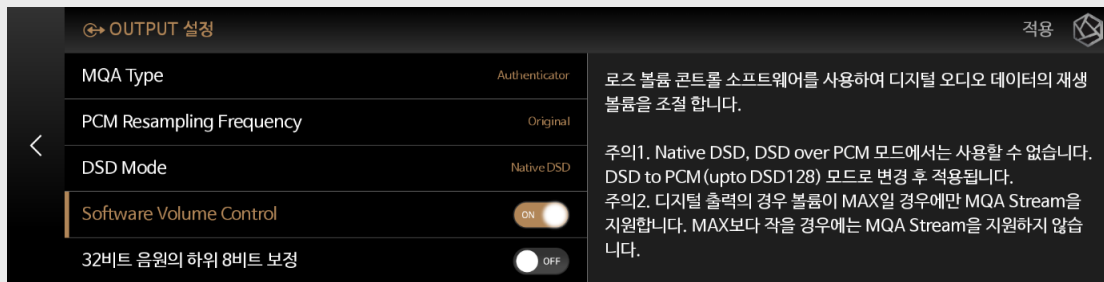 OUTPUT 설정
적용
MQA Type
Authenticator
PCM Resampling Frequency
Original
DSD Mode
Native DSD
Software Volume Control
ON
32비트 음원의 하위 8비트 보정
OFF
로즈 볼륨 콘트롤 소프트웨어를 사용하여 디지털 오디오 데이터의 재생
볼륨을 조절 합니다.
주의1. Native DSD, DSD over PCM 모드에서는 사용할 수 없습니다.
DSD to PCM(upto DSD128) 모드로 변경 후 적용됩니다.
주의2. 디지털 출력의 경우 볼륨이 MAX일 경우에만 MQA Stream을
지원합니다. MAX보다 작을 경우에는 MQA Stream을 지원하지 않습
니다.